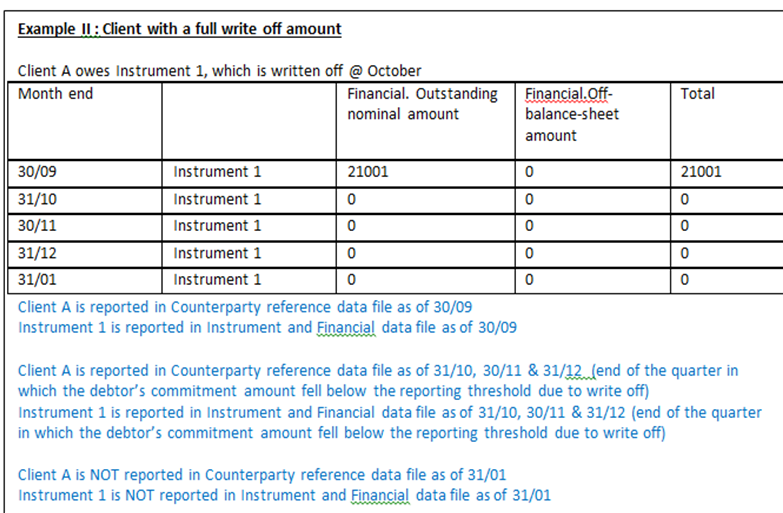 Example II : Client with a full write off amount
Client A owes Instrument 1, which is written off @ October
Month end Financial. Outstanding nominal amount Financial.Off-balance-sheet amount Total
30/09 Instrument 1 21001 0 21001
31/10 Instrument 1 0 0 0
30/11 Instrument 1 0 0 0
31/12 Instrument 1 0 0 0
31/01 Instrument 1 0 0 0
Client A is reported in Counterparty reference data file as of 30/09
Instrument 1 is reported in Instrument and Financial data file as of 30/09
Client A is reported in Counterparty reference data file as of 31/10, 30/11 & 31/12 (end of the quarter in
which the debtor's commitment amount fell below the reporting threshold due to write off)
Instrument 1 is reported in Instrument and Financial data file as of 31/10, 30/11 & 31/12 (end of the quarter
in which the debtor's commitment amount fell below the reporting threshold due to write off)
Client A is NOT reported in Counterparty reference data file as of 31/01
Instrument 1 is NOT reported in Instrument and Financial data file as of 31/01